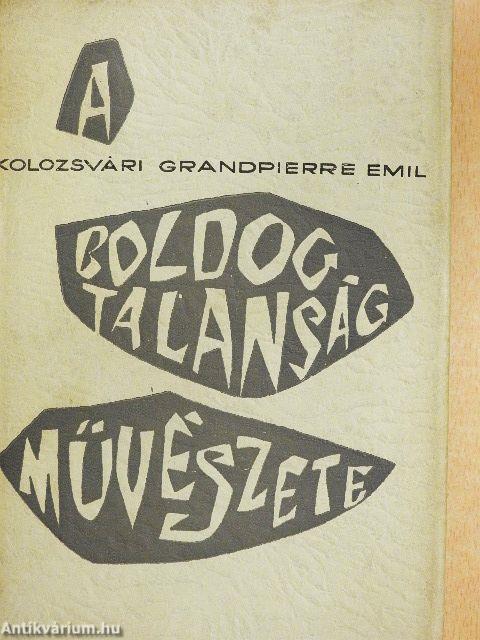 A
KOLOZSVÁRI GRANDPIERRE EMIL
BOLDOG
TALANSÁG
MŰVÉSZETE
Antikvárium.hu